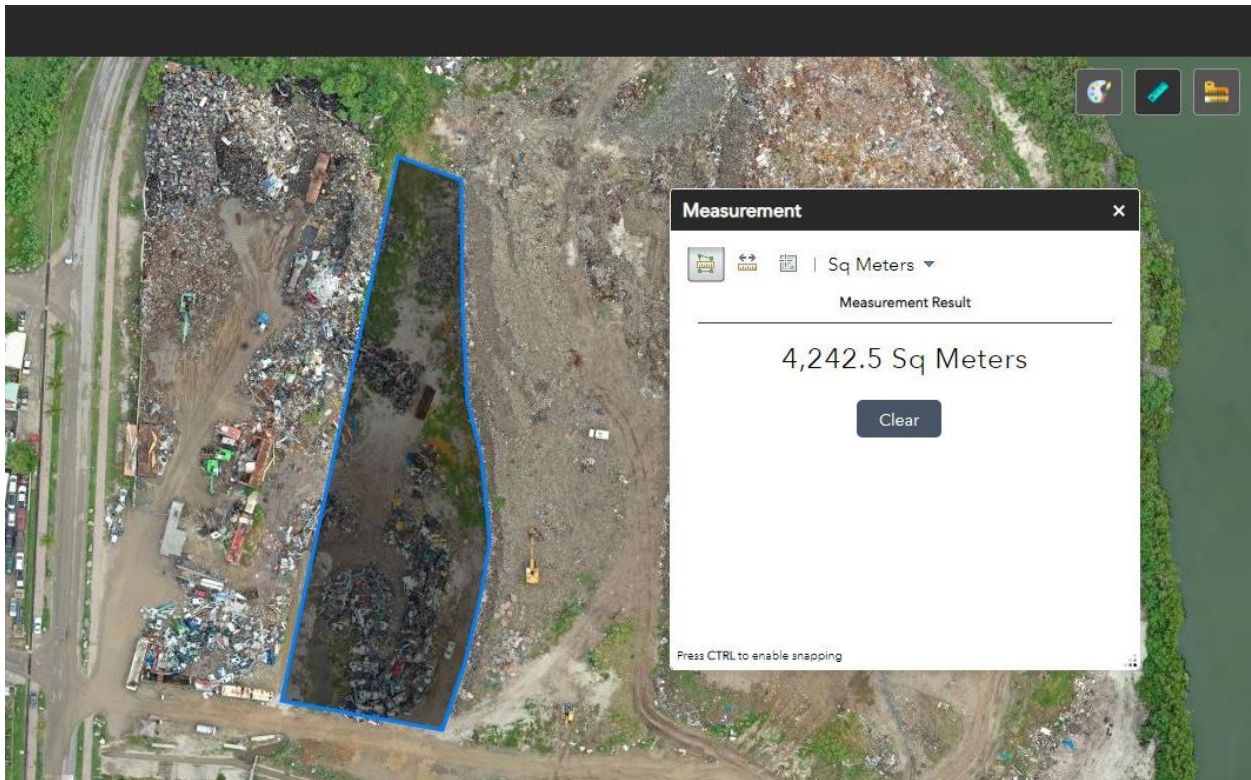 Measurement
| Sq Meters
Measurement Result
4,242.5 Sq Meters
Clear
Press CTRL to enable snapping